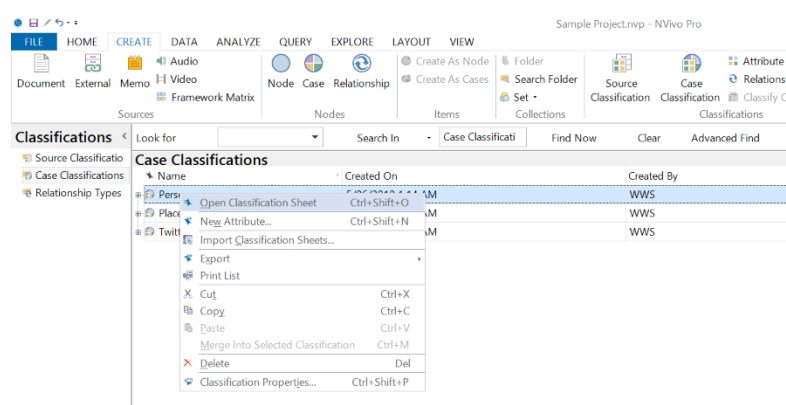 Sample Project.nvp - NVivo Pro
FILE HOME CREATE DATA ANALYZE QUERY EXPLORE LAYOUT VIEW
Document External Memo
Audio
Video
Framework Matrix
Sources
Node Case Relationship
Nodes
Create As Node
Create As Cases
Items
Folder
Search Folder
Set
Collections
Source Classification
Case Classification
Attribute
Relations
Classify C
Class
Classifications
Look for Search In Case Classificati Find Now Clear Advanced Find
Source Classificatio
Case Classifications
Relationship Types
Case Classifications
Name Created On Created By
Pers AM WWS
Place AM WWS
Twitt AM WWS
Open Classification Sheet Ctrl+Shift+O
New Attribute... Ctrl+Shift+N
Import Classification Sheets...
Export
Print List
Cut Ctrl+X
Copy Ctrl+C
Paste Ctrl+V
Merge Into Selected Classification Ctrl+M
Delete Del
Classification Properties... Ctrl+Shift+P